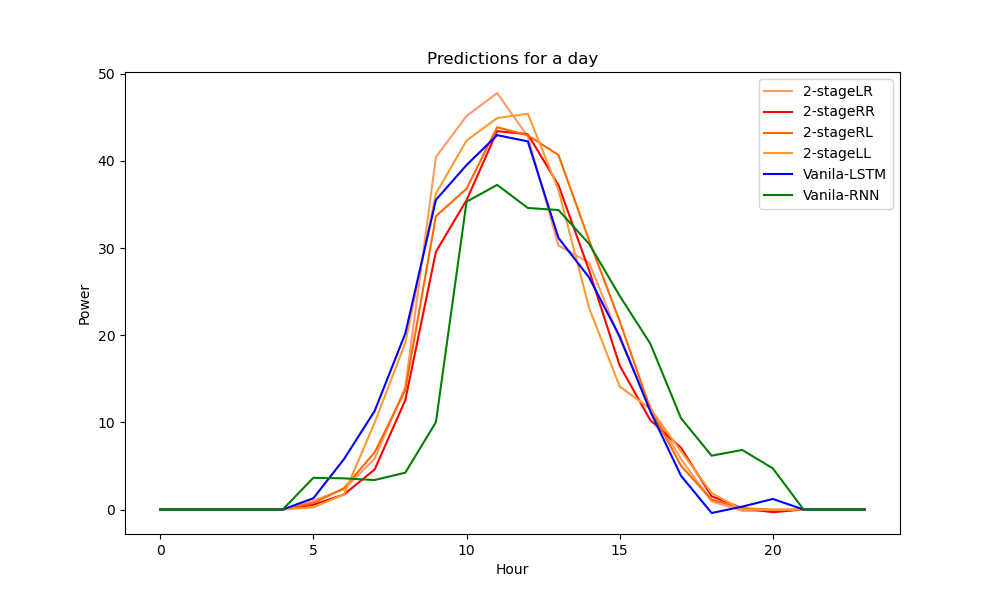 Predictions for a day
50
40
30
20
10
0
Power
0 5 10 15 20
Hour
2-stageLR
2-stageRR
2-stageRL
2-stageLL
Vanila-LSTM
Vanila-RNN